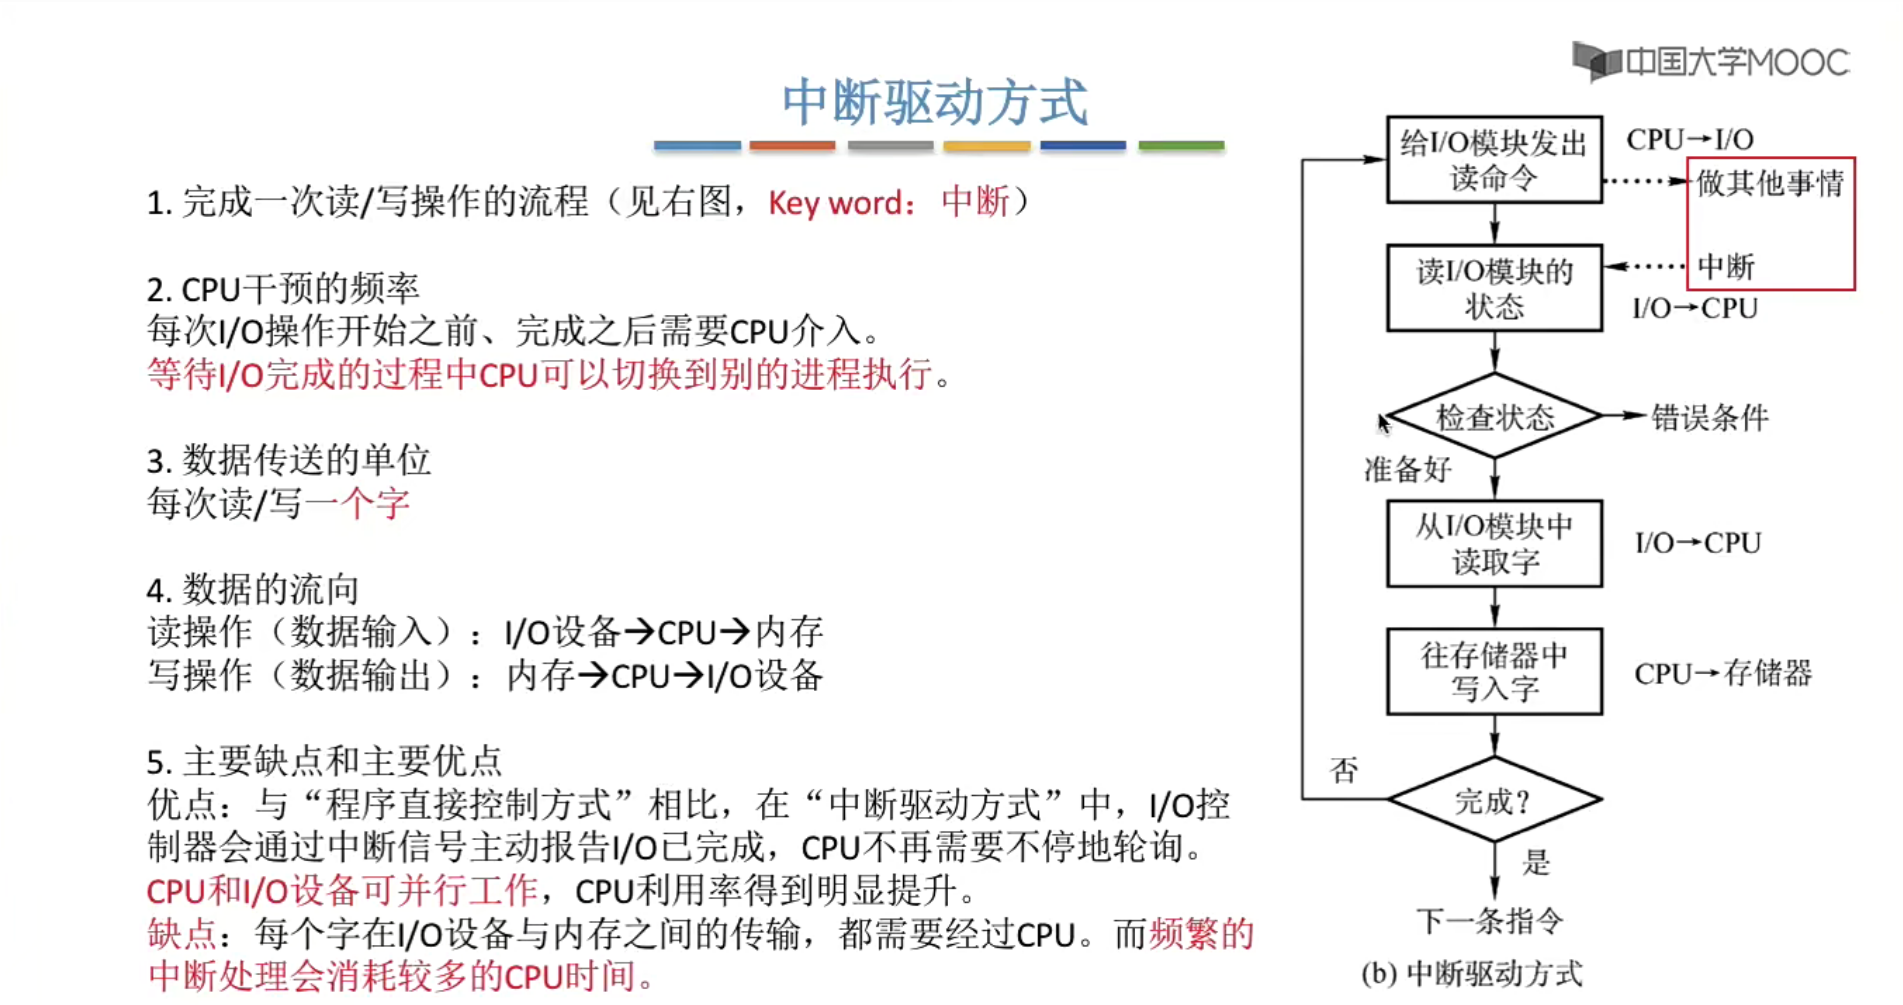 中国大学MOOC
中断驱动方式
1. 完成一次读/写操作的流程（见右图，Key word：中断）
2. CPU干预的频率
每次I/O操作开始之前、完成之后需要CPU介入。
等待I/O完成的过程中CPU可以切换到别的进程执行。
3. 数据传送的单位
每次读/写一个字
4. 数据的流向
读操作（数据输入）：I/O设备→CPU→内存
写操作（数据输出）：内存→CPU→I/O设备
5. 主要缺点和主要优点
优点：与“程序直接控制方式”相比，在“中断驱动方式”中，I/O控
制器会通过中断信号主动报告I/O已完成，CPU不再需要不停地轮询。
CPU和I/O设备可并行工作，CPU利用率得到明显提升。
缺点：每个字在I/O设备与内存之间的传输，都需要经过CPU。而频繁的
中断处理会消耗较多的CPU时间。
给I/O模块发出
读命令
CPU→I/O
做其他事情
读I/O模块的
状态
中断
I/O→CPU
检查状态
错误条件
准备好
从I/O模块中
读取字
I/O→CPU
往存储器中
写入字
CPU→存储器
否
完成？
是
下一条指令
(b) 中断驱动方式